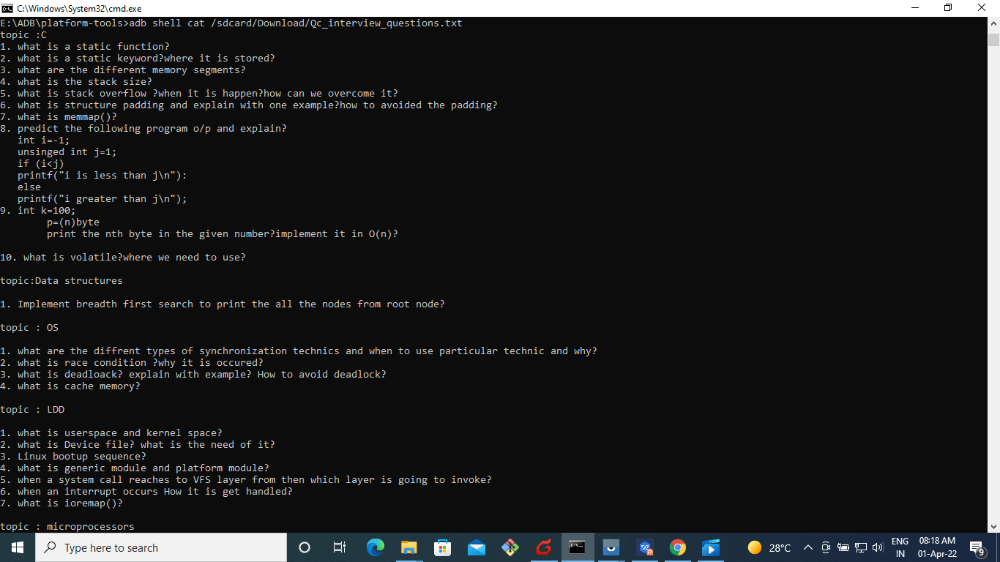 C:\Windows\System32\cmd.exe
E:\ADB\platform-tools>adb shell cat /sdcard/Download/Qc_interview_questions.txt
topic :C
1. what is a static function?
2. what is a static keyword?where it is stored?
3. what are the different memory segments?
4. what is the stack size?
5. what is stack overflow ?when it is happen?how can we overcome it?
6. what is structure padding and explain with one example?how to avoided the padding?
7. what is memmap()?
8. predict the following program o/p and explain?
int i=-1;
unsinged int j=1;
if (i<j)
printf("i is less than j\n"):
else
printf("i greater than j\n");
9. int k=100;
p=(n)byte
print the nth byte in the given number?implement it in O(n)?
10. what is volatile?where we need to use?
topic:Data structures
1. Implement breadth first search to print the all the nodes from root node?
topic : OS
1. what are the diffrent types of synchronization technics and when to use particular technic and why?
2. what is race condition ?why it is occured?
3. what is deadloack? explain with example? How to avoid deadlock?
4. what is cache memory?
topic : LDD
1. what is userspace and kernel space?
2. what is Device file? what is the need of it?
3. Linux bootup sequence?
4. what is generic module and platform module?
5. when a system call reaches to VFS layer from then which layer is going to invoke?
6. when an interrupt occurs How it is get handled?
7. what is ioremap()?
topic : microprocessors
Type here to search
28°C
ENG
IN
08:18 AM
01-Apr-22
9